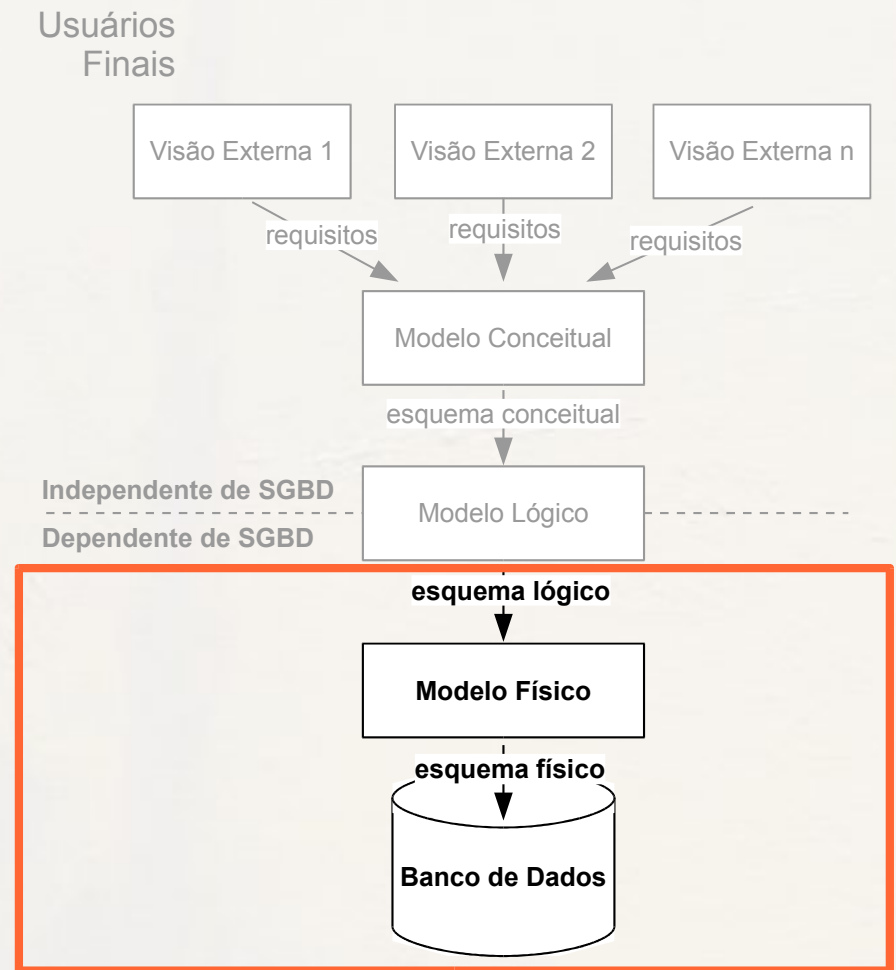 Usuários
Finais
Visão Externa 1
Visão Externa 2
Visão Externa n
requisitos
requisitos
requisitos
Modelo Conceitual
esquema conceitual
Independente de SGBD
Modelo Lógico
Dependente de SGBD
esquema lógico
Modelo Físico
esquema físico
Banco de Dados